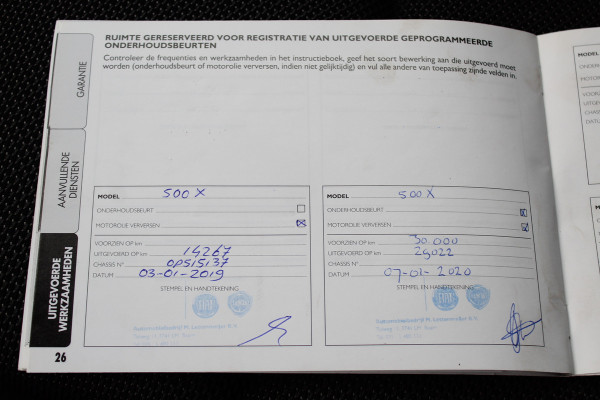 RUIMTE GERESERVEERD VOOR REGISTRATIE VAN UITGEVOERDE GEPROGRAMMEERDE
ONDERHOUDSBEURTEN
Controleer de frequenties en werkzaamheden in het instructieboek, geef het soort bewerking aan die uitgevoerd moet
worden (onderhoudsbeurt of motorolie verversen, indien niet gelijktijdig) en vul alle andere van toepassing zijnde velden in.
GARANTIE
AANVULLENDE
DIENSTEN
UITGEVOERDE
WERKZAAMHEDEN
MODEL 500 X
ONDERHOUDSBEURT
MOTOROLIE VERVERSEN
VOORZIEN OP km
UITGEVOERD OP km 14267
CHASSIS N°
DATUM 03-01-2019
STEMPEL EN HANDTEKENING
MODEL 500 X
ONDERHOUDSBEURT
MOTOROLIE VERVERSEN
VOORZIEN OP km 30.000
UITGEVOERD OP km 29022
CHASSIS N°
DATUM 07-01-2020
STEMPEL EN HANDTEKENING
26